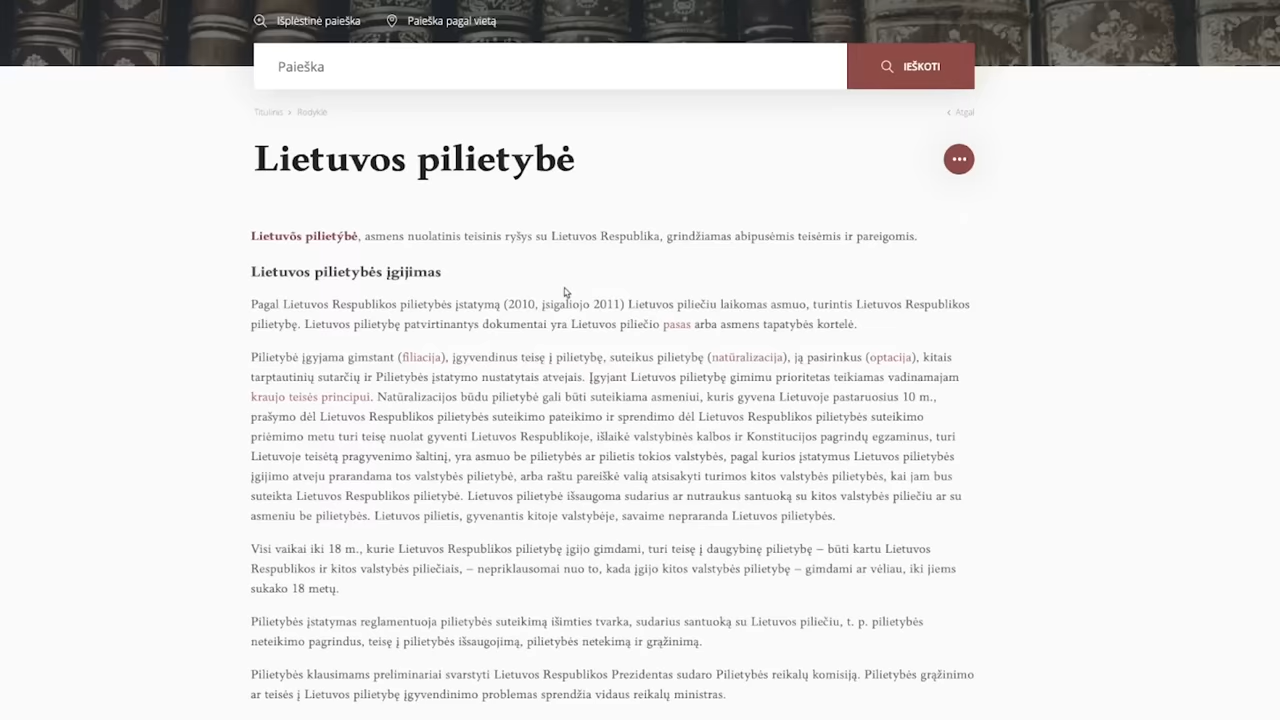 Išplėstinė paieška
Paieška pagal vietą
Paieška
IEŠKOTI
Titulinis > Rodyklė
< Atgal
Lietuvos pilietybė
Lietuvõs pilietýbė, asmens nuolatinis teisinis ryšys su Lietuvos Respublika, grindžiamas abipusėmis teisėmis ir pareigomis.
Lietuvos pilietybės įgijimas
Pagal Lietuvos Respublikos pilietybės įstatymą (2010, įsigaliojo 2011) Lietuvos piliečiu laikomas asmuo, turintis Lietuvos Respublikos
pilietybę. Lietuvos pilietybę patvirtinantys dokumentai yra Lietuvos piliečio pasas arba asmens tapatybės kortelė.
Pilietybė įgyjama gimstant (filiacija), įgyvendinus teisę į pilietybę, suteikus pilietybę (natūralizacija), ją pasirinkus (optacija), kitais
tarptautinių sutarčių ir Pilietybės įstatymo nustatytais atvejais. Įgyjant Lietuvos pilietybę gimimu prioritetas teikiamas vadinamajam
kraujo teisės principui. Natūralizacijos būdu pilietybė gali būti suteikiama asmeniui, kuris gyvena Lietuvoje pastaruosius 10 m.,
prašymo dėl Lietuvos Respublikos pilietybės suteikimo pateikimo ir sprendimo dėl Lietuvos Respublikos pilietybės suteikimo
priėmimo metu turi teisę nuolat gyventi Lietuvos Respublikoje, išlaikė valstybinės kalbos ir Konstitucijos pagrindų egzaminus, turi
Lietuvoje teisėtą pragyvenimo šaltinį, yra asmuo be pilietybės ar pilietis tokios valstybės, pagal kurios įstatymus Lietuvos pilietybės
įgijimo atveju prarandama tos valstybės pilietybė, arba raštu pareiškė valią atsisakyti turimos kitos valstybės pilietybės, kai jam bus
suteikta Lietuvos Respublikos pilietybė. Lietuvos pilietybė išsaugoma sudarius ar nutraukus santuoką su kitos valstybės piliečiu ar su
asmeniu be pilietybės. Lietuvos pilietis, gyvenantis kitoje valstybėje, savaime nepraranda Lietuvos pilietybės.
Visi vaikai iki 18 m., kurie Lietuvos Respublikos pilietybę įgijo gimdami, turi teisę į daugybinę pilietybę – būti kartu Lietuvos
Respublikos ir kitos valstybės piliečiais, – nepriklausomai nuo to, kada įgijo kitos valstybės pilietybę – gimdami ar vėliau, iki jiems
sukako 18 metų.
Pilietybės įstatymas reglamentuoja pilietybės suteikimą išimties tvarka, sudarius santuoką su Lietuvos piliečiu, t. p. pilietybės
neteikimo pagrindus, teisę į pilietybės išsaugojimą, pilietybės netekimą ir grąžinimą.
Pilietybės klausimams preliminariai svarstyti Lietuvos Respublikos Prezidentas sudaro Pilietybės reikalų komisiją. Pilietybės grąžinimo
ar teisės į Lietuvos pilietybę įgyvendinimo problemas sprendžia vidaus reikalų ministras.